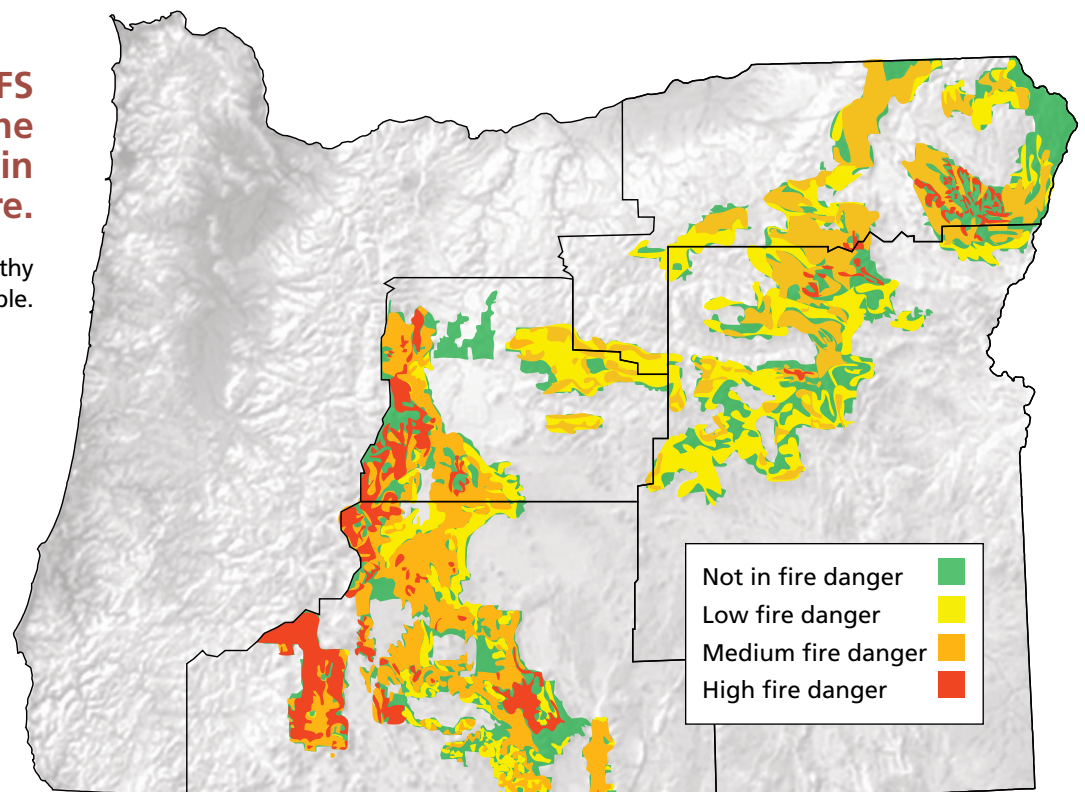 FS
ne
in
re.
thy
ble.
Not in fire danger
Low fire danger
Medium fire danger
High fire danger